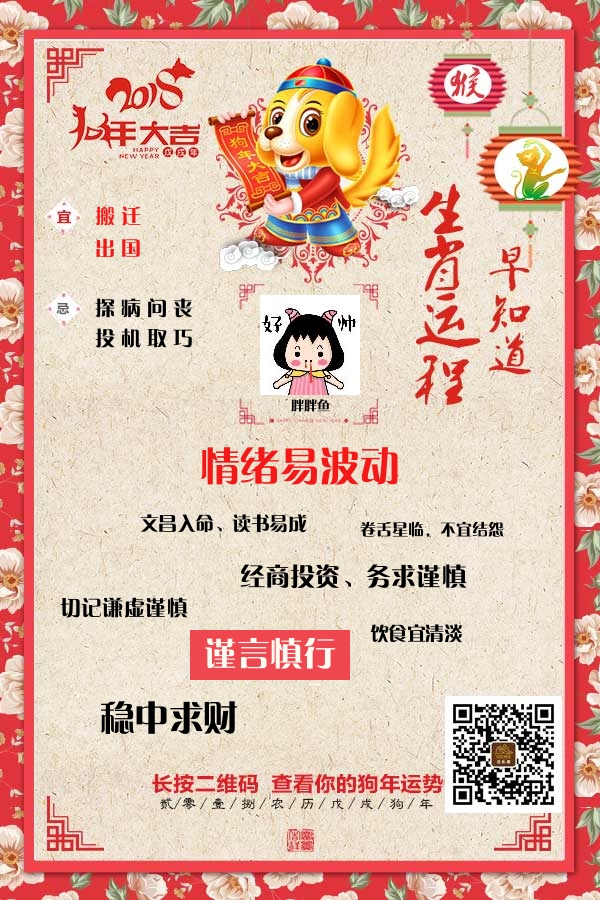 2018
狗年大吉
HAPPY
NEW YEAR 戊戌年
狗年大吉
猴
宜
搬迁
出国
忌
探病问丧
投机取巧
生肖运程
早知道
好帅
胖胖鱼
情绪易波动
文昌入命、读书易成
卷舌星临，不宜结怨
经商投资、务求谨慎
切记谦虚谨慎
饮食宜清淡
谨言慎行
稳中求财
长按二维码 查看你的狗年运势
贰/零/壹/捌/农/历/戊/戌/狗/年